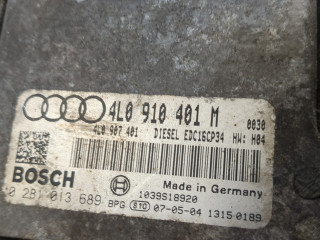 4L0 910 401 M 0030
4L0 907 401 DIESEL EDC16CP34 HW: H04
BOSCH Made in Germany
1039S18920
0 281 013 689 BPG 810 07-05-04 1315 0189